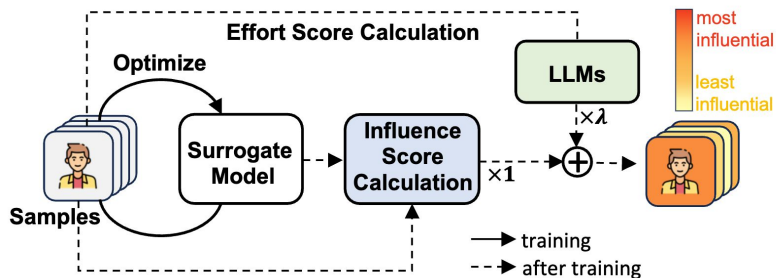 Effort Score Calculation
Optimize
LLMs
most
influential
least
influential
×λ
Surrogate
Model
Influence
Score
Calculation
×1
+
Samples
training
after training